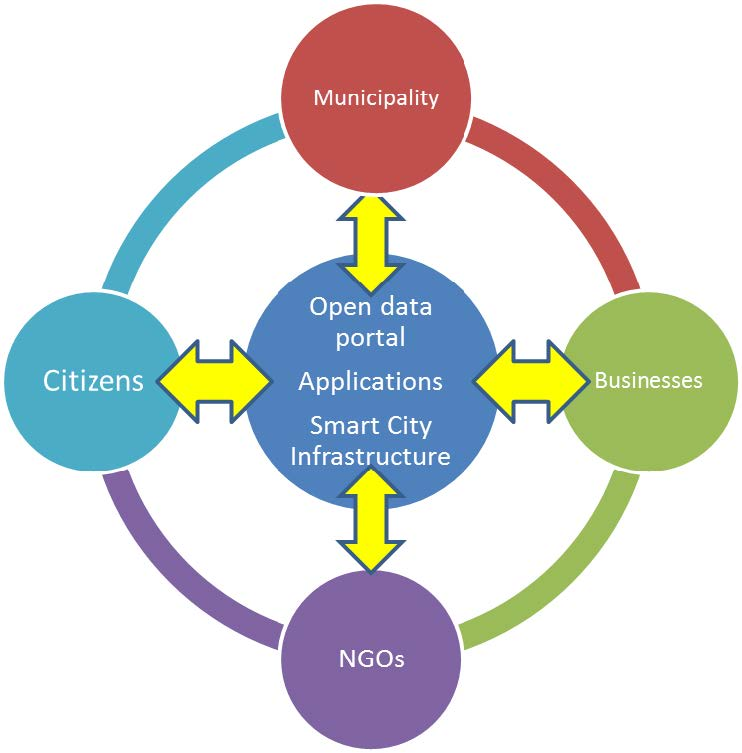 Municipality
Open data
portal
Applications
Smart City
Infrastructure
Citizens
Businesses
NGOs